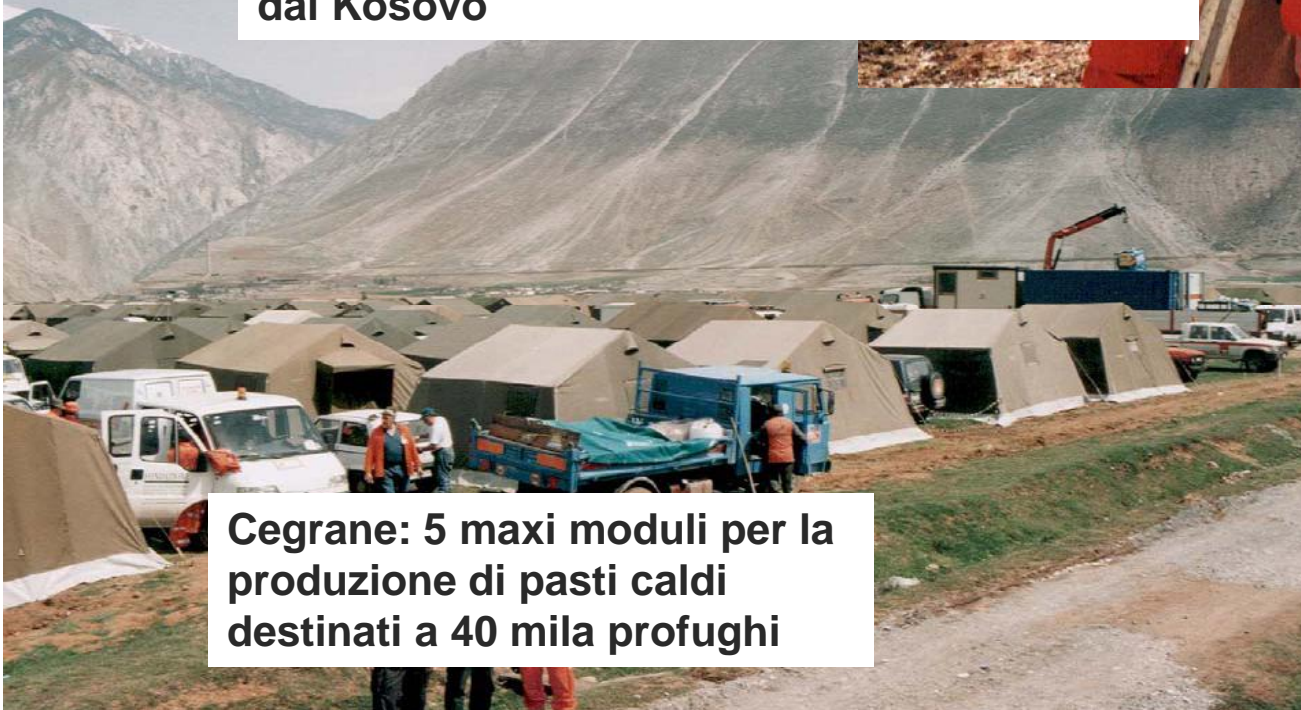 dal Kosovo
Cegrane: 5 maxi moduli per la
produzione di pasti caldi
destinati a 40 mila profughi